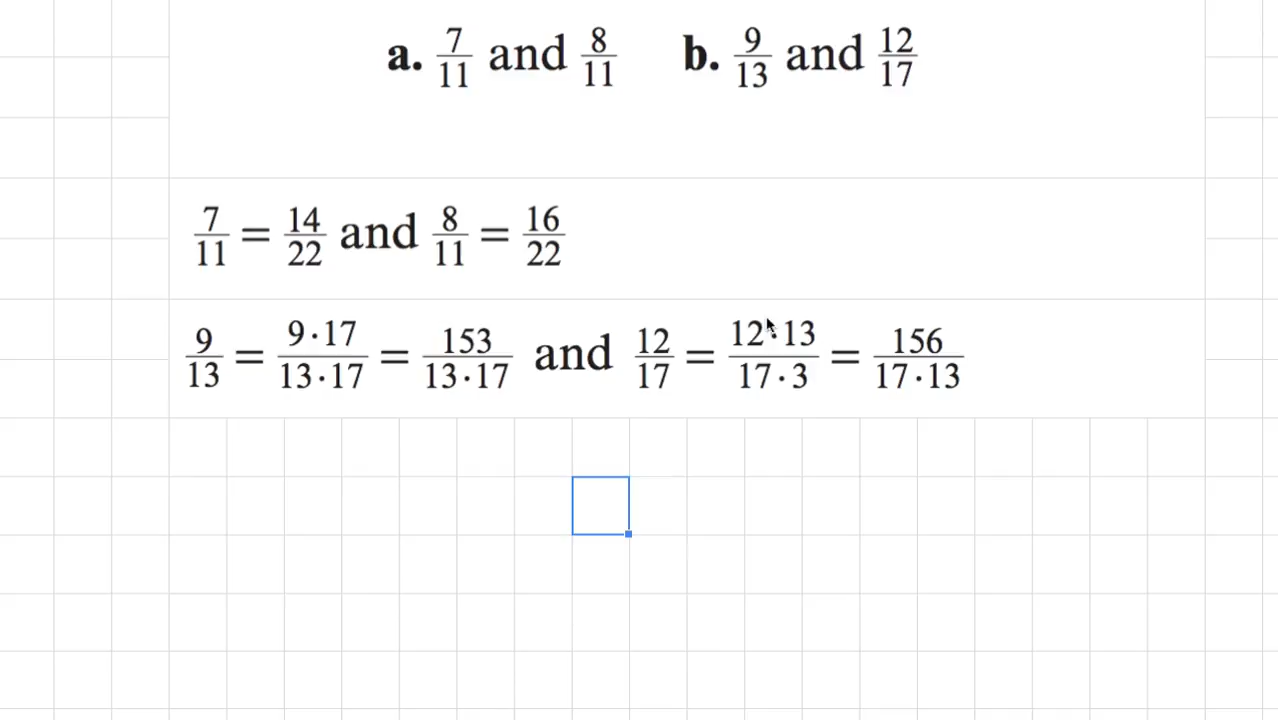 a. 7/11 and 8/11 b. 9/13 and 12/17
7/11 = 14/22 and 8/11 = 16/22
9/13 = 9·17/13·17 = 153/13·17 and 12/17 = 12·13/17·3 = 156/17·13